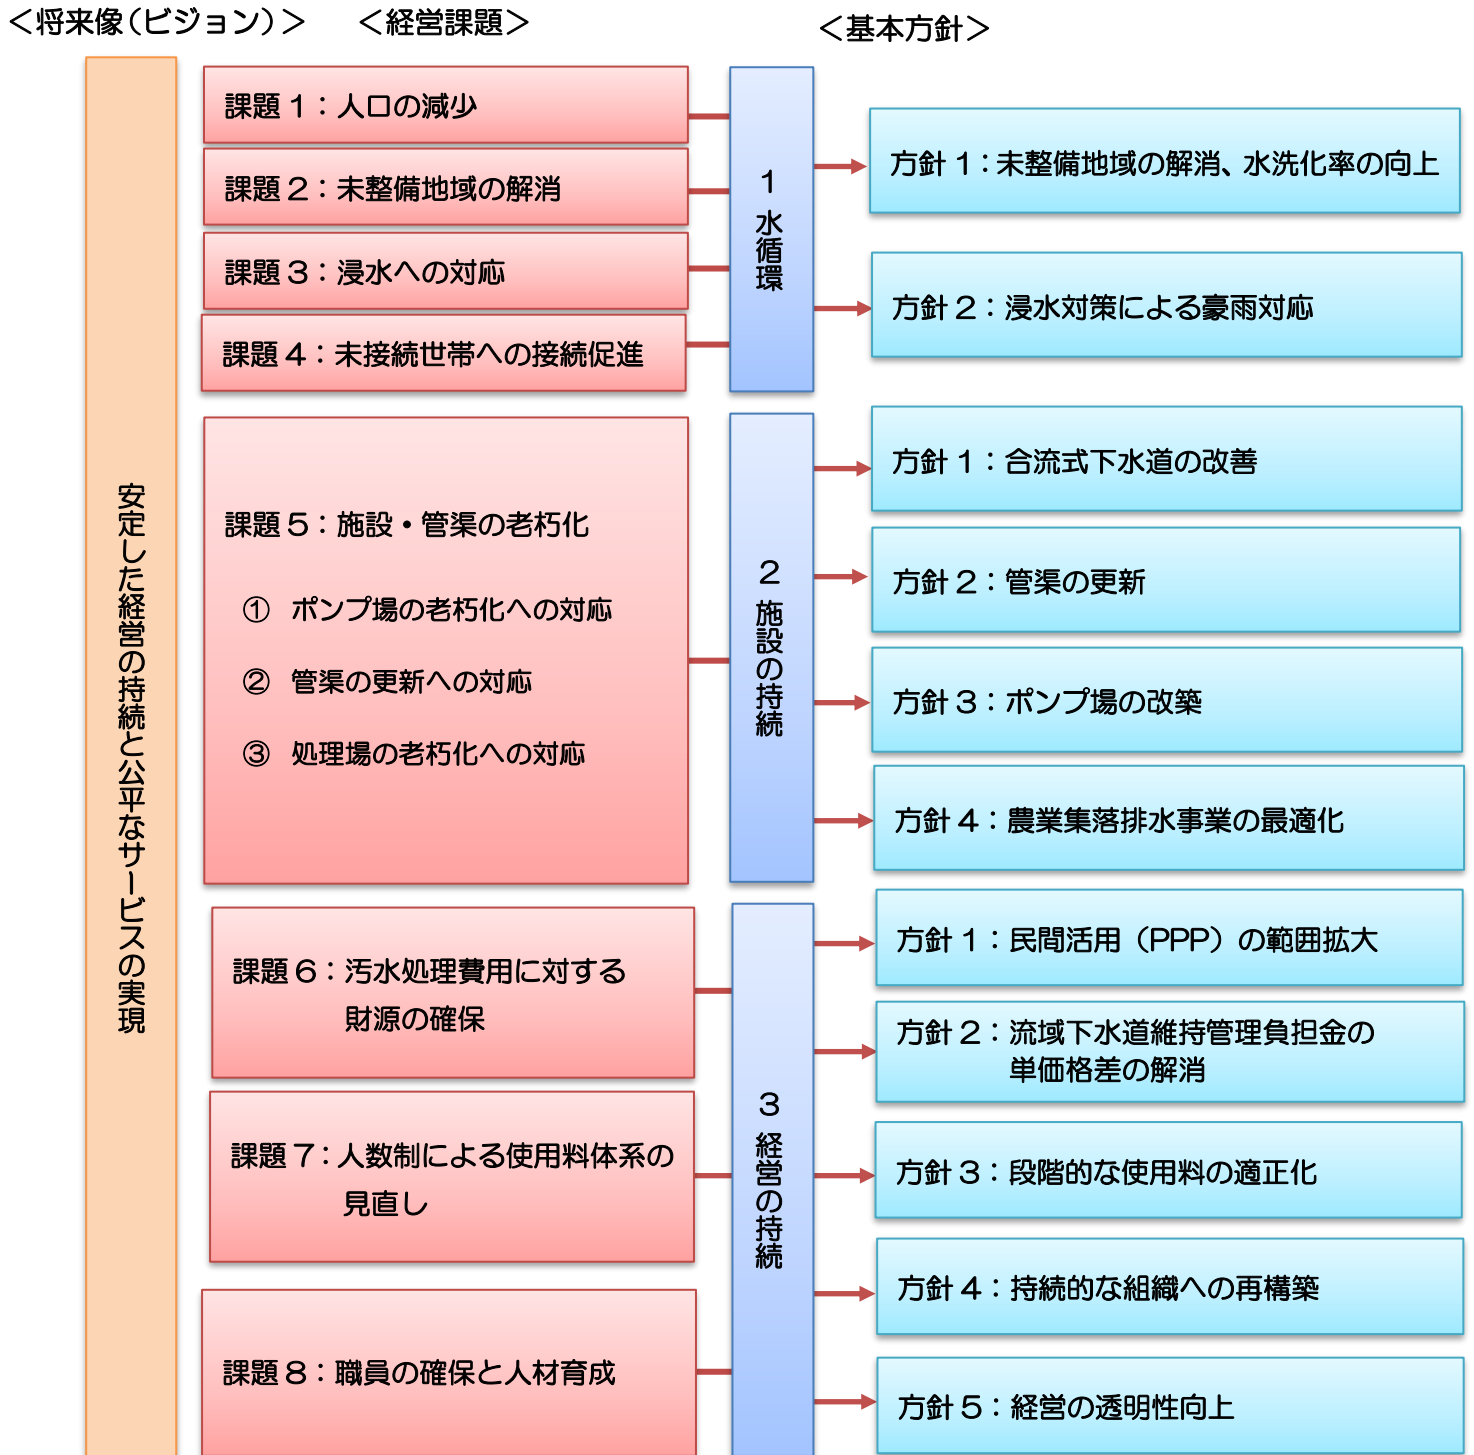 ＜将来像（ビジョン）＞
＜経営課題＞
＜基本方針＞
安定した経営の持続と公平なサービスの実現
課題１：人口の減少
課題２：未整備地域の解消
課題３：浸水への対応
課題４：未接続世帯への接続促進
１ 水循環
方針１：未整備地域の解消、水洗化率の向上
方針２：浸水対策による豪雨対応
課題５：施設・管渠の老朽化
① ポンプ場の老朽化への対応
② 管渠の更新への対応
③ 処理場の老朽化への対応
２ 施設の持続
方針１：合流式下水道の改善
方針２：管渠の更新
方針３：ポンプ場の改築
方針４：農業集落排水事業の最適化
課題６：汚水処理費用に対する
財源の確保
課題７：人数制による使用料体系の
見直し
課題８：職員の確保と人材育成
３ 経営の持続
方針１：民間活用（PPP）の範囲拡大
方針２：流域下水道維持管理負担金の
単価格差の解消
方針３：段階的な使用料の適正化
方針４：持続的な組織への再構築
方針５：経営の透明性向上